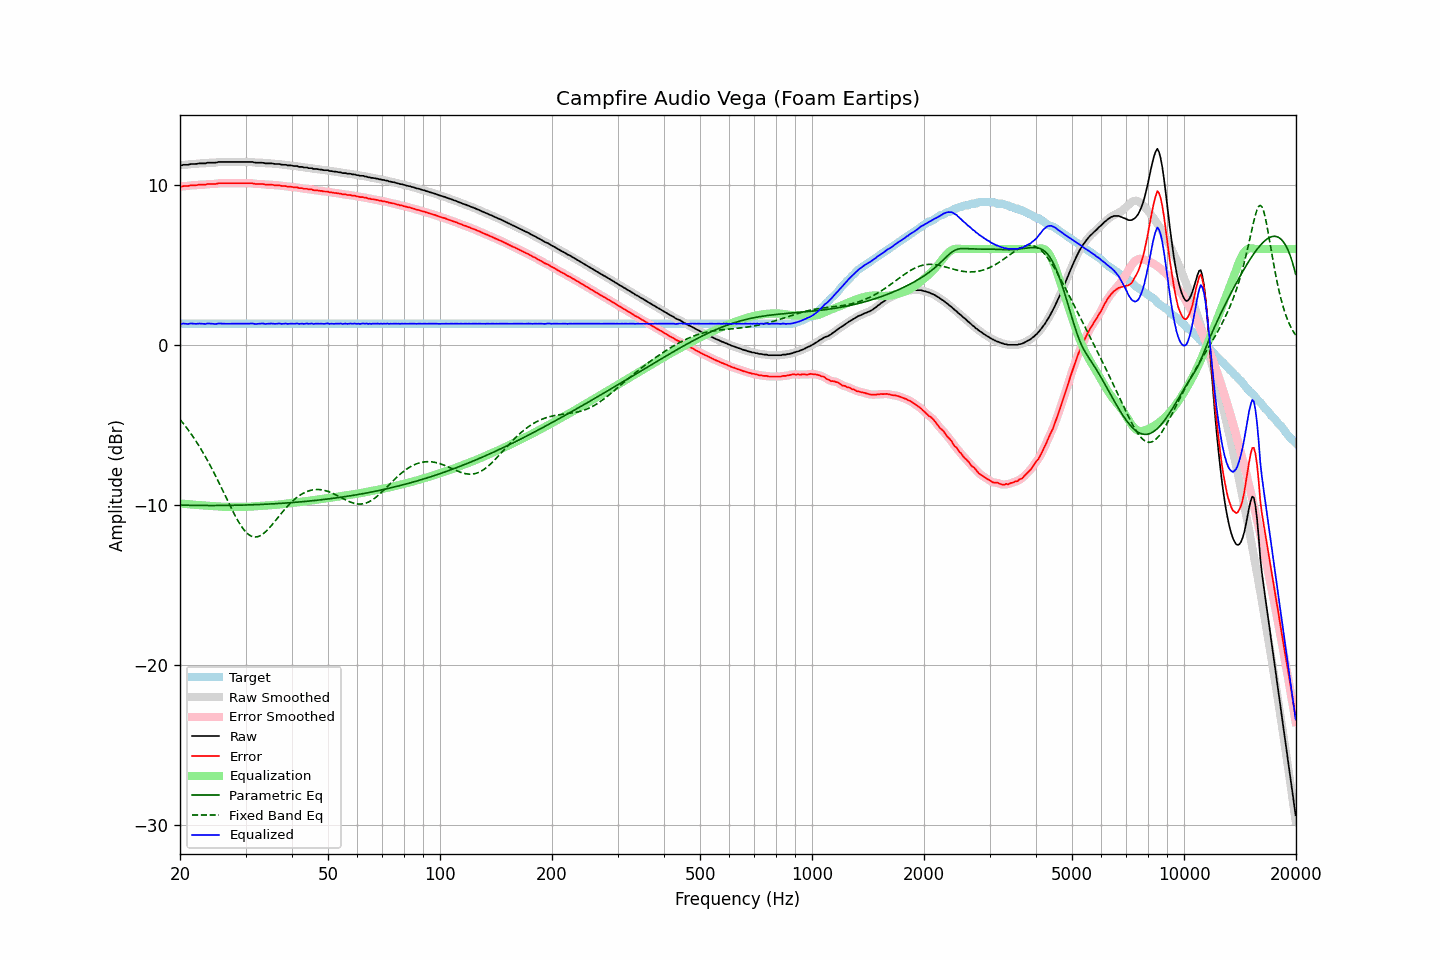 Campfire Audio Vega (Foam Eartips)
Amplitude (dBr)
10
0
−10
−20
−30
Target
Raw Smoothed
Error Smoothed
Raw
Error
Equalization
Parametric Eq
Fixed Band Eq
Equalized
20 50 100 200 500 1000 2000 5000 10000 20000
Frequency (Hz)